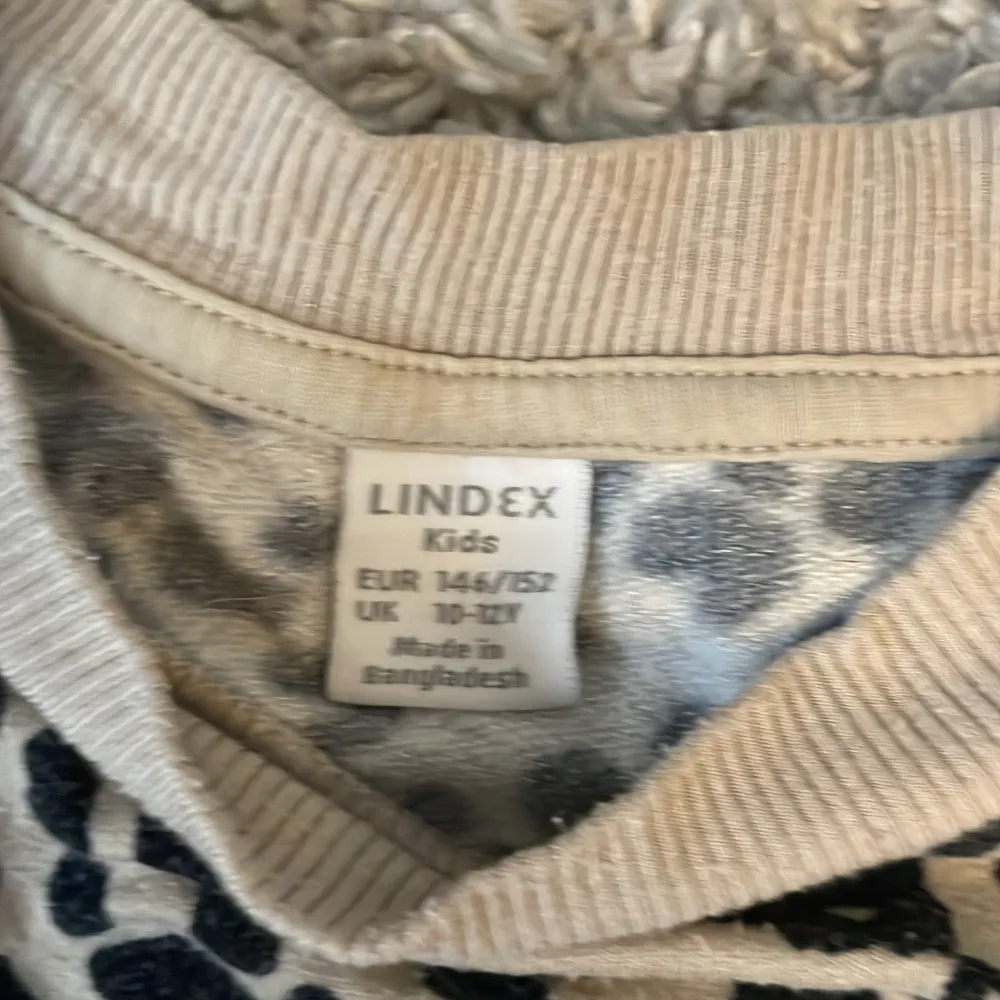 LINDEX
Kids
EUR 146/152
UK 10-12Y
Made in
Bangladesh